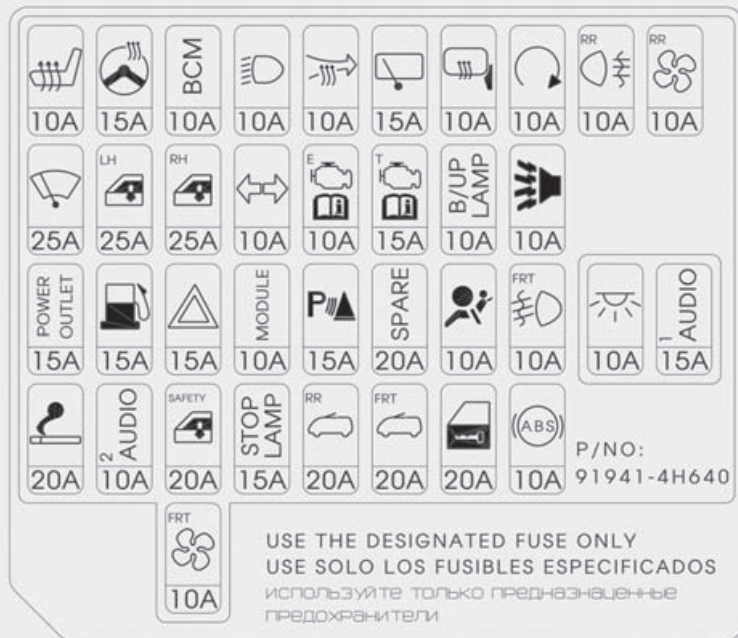 RR RR
BCM
10A 15A 10A 10A 10A 15A 10A 10A 10A 10A
LH RH E T
B/UP LAMP
25A 25A 25A 10A 10A 15A 10A 10A
POWER OUTLET MODULE P SPARE FRT 1 AUDIO
15A 15A 15A 10A 15A 20A 10A 10A 10A 15A
2 AUDIO SAFETY STOP LAMP RR FRT (ABS)
20A 10A 20A 15A 20A 20A 20A 10A
P/NO:
91941-4H640
FRT
10A
USE THE DESIGNATED FUSE ONLY
USE SOLO LOS FUSIBLES ESPECIFICADOS
используйте только предназначенные
предохранители